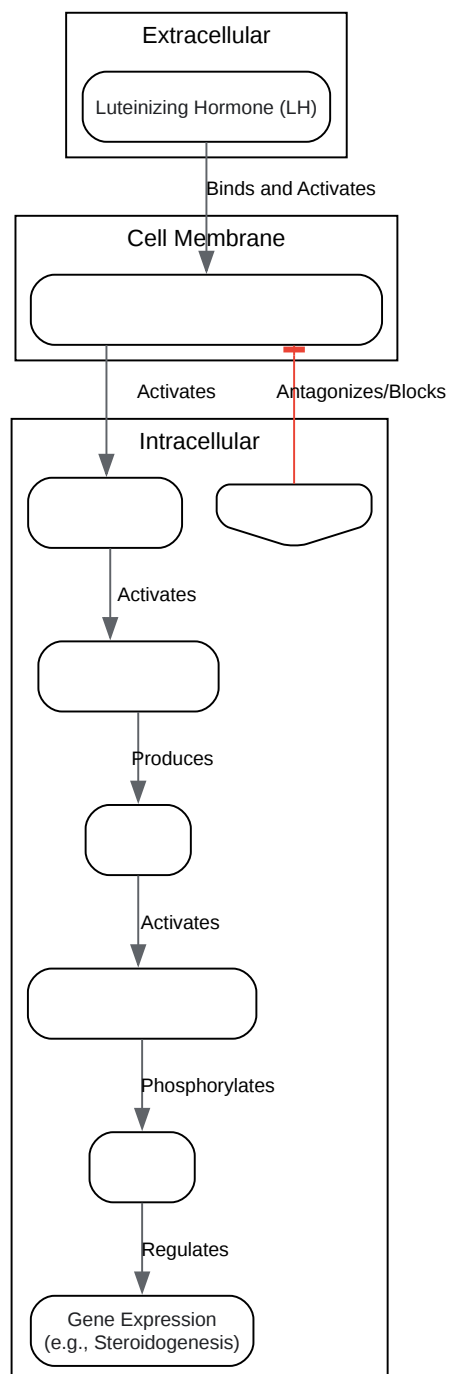 Extracellular
Luteinizing Hormone (LH)
Binds and Activates
Cell Membrane
Activates
Antagonizes/Blocks
Intracellular
Activates
Produces
Activates
Phosphorylates
Regulates
Gene Expression
(e.g., Steroidogenesis)